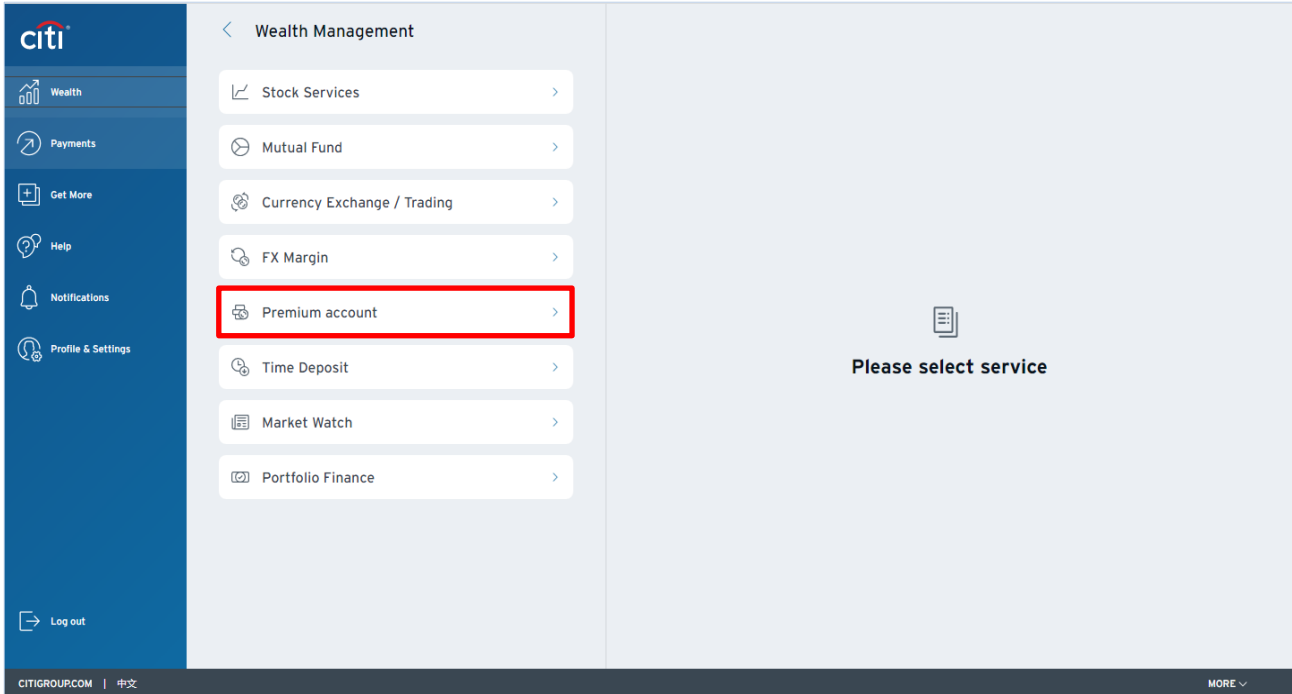 citi
Wealth
Payments
Get More
Help
Notifications
Profile & Settings
Log out
Wealth Management
Stock Services
Mutual Fund
Currency Exchange / Trading
FX Margin
Premium account
Time Deposit
Market Watch
Portfolio Finance
Please select service
CITIGROUP.COM | 中文
MORE